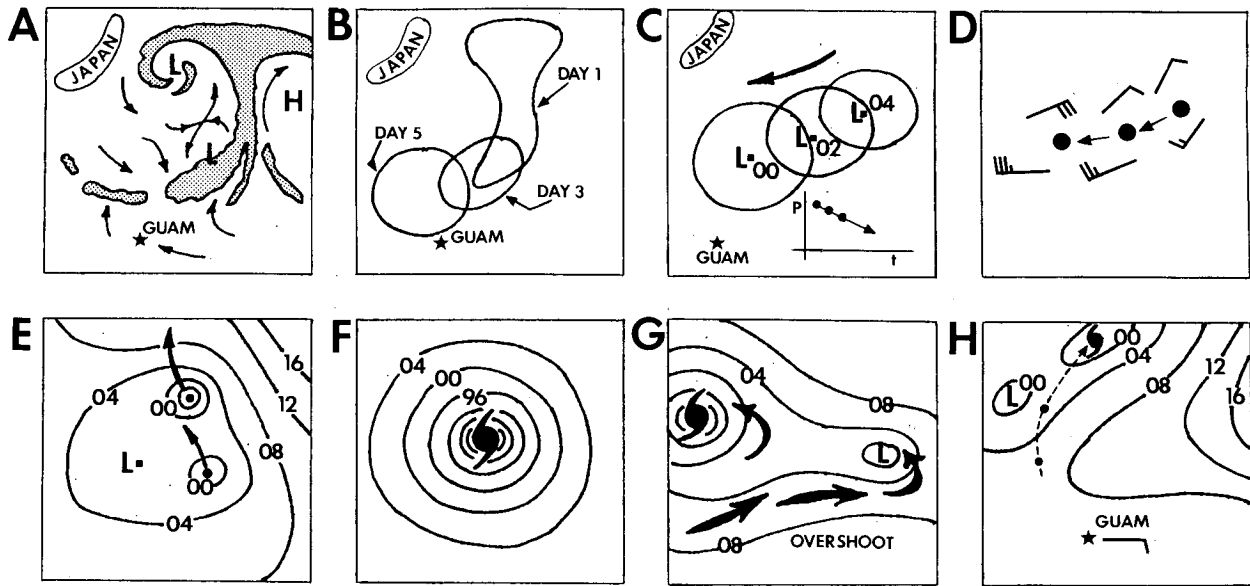 A
JAPAN
L
H
L
GUAM
B
JAPAN
DAY 1
DAY 5
DAY 3
GUAM
C
JAPAN
L 04
L 02
L 00
P
t
GUAM
D
E
16
04
12
00
08
L
00
04
F
04
00
96
G
04
08
L
08
OVERSHOOT
H
00
04
12
L 00
08
16
GUAM